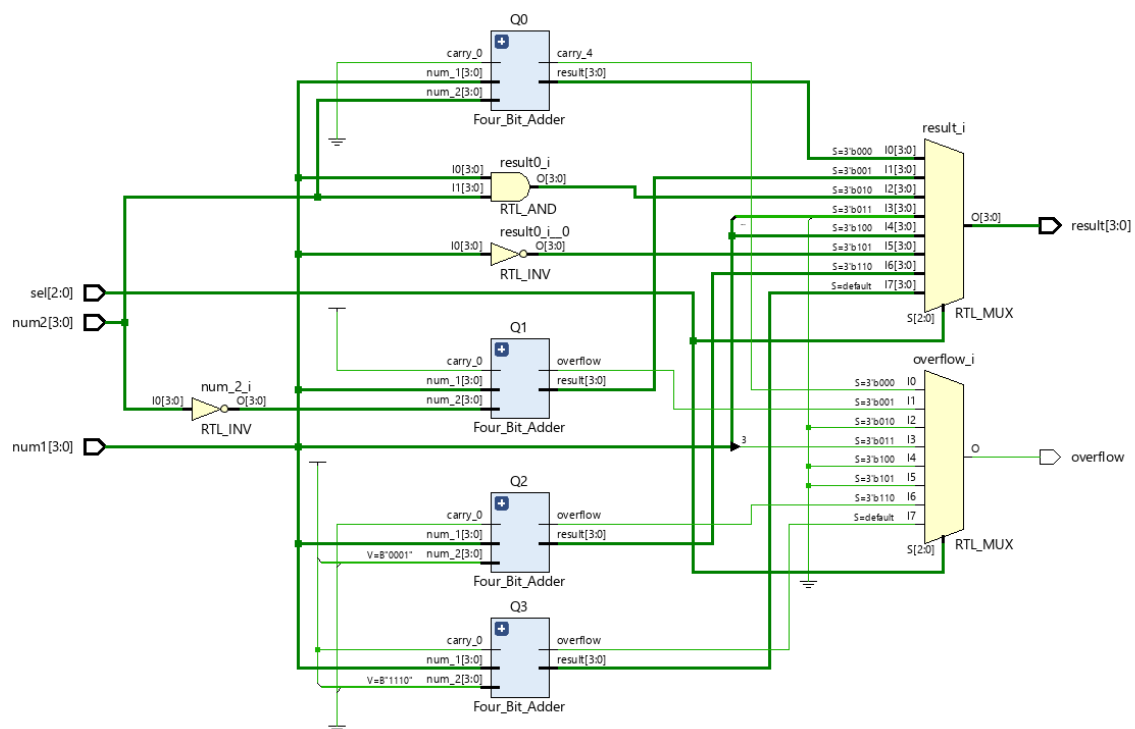 Q0
carry_0
carry_4
num_1[3:0]
result[3:0]
num_2[3:0]
Four_Bit_Adder
result_i
S=3'b000 I0[3:0]
S=3'b001 I1[3:0]
S=3'b010 I2[3:0]
S=3'b011 I3[3:0]
S=3'b100 I4[3:0]
S=3'b101 I5[3:0]
S=3'b110 I6[3:0]
S=default I7[3:0]
S[2:0]
O[3:0]
RTL_MUX
result[3:0]
result0_i
I0[3:0]
O[3:0]
I1[3:0]
RTL_AND
result0_i__0
I0[3:0]
O[3:0]
RTL_INV
sel[2:0]
num2[3:0]
num_2_i
I0[3:0]
O[3:0]
RTL_INV
num1[3:0]
Q1
carry_0
overflow
num_1[3:0]
result[3:0]
num_2[3:0]
Four_Bit_Adder
3
overflow_i
S=3'b000 I0
S=3'b001 I1
S=3'b010 I2
S=3'b011 I3
S=3'b100 I4
S=3'b101 I5
S=3'b110 I6
S=default I7
S[2:0]
O
RTL_MUX
overflow
Q2
carry_0
overflow
num_1[3:0]
result[3:0]
V=B"0001" num_2[3:0]
Four_Bit_Adder
Q3
carry_0
overflow
num_1[3:0]
result[3:0]
V=B"1110" num_2[3:0]
Four_Bit_Adder